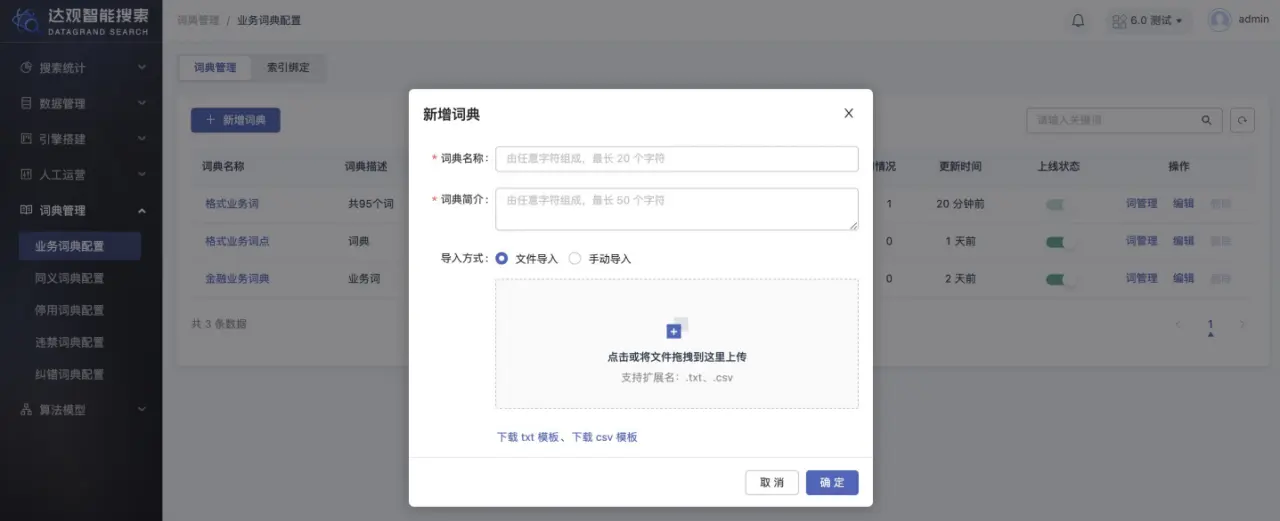 达观智能搜索
DATAGRAND SEARCH
搜索统计
数据管理
引擎搭建
人工运营
词典管理
业务词典配置
同义词典配置
停用词典配置
违禁词典配置
纠错词典配置
算法模型
词典管理 / 业务词典配置
6.0 测试
admin
词典管理 索引绑定
+ 新增词典
请输入关键词
词典名称 词典描述 情况 更新时间 上线状态 操作
格式业务词 共95个词 1 20 分钟前 词管理 编辑 删除
格式业务词点 词典 0 1 天前 词管理 编辑 删除
金融业务词典 业务词 0 2 天前 词管理 编辑 删除
共 3 条数据
1
新增词典
* 词典名称: 由任意字符组成，最长 20 个字符
* 词典简介: 由任意字符组成，最长 50 个字符
导入方式: 文件导入 手动导入
点击或将文件拖拽到这里上传
支持扩展名：.txt、.csv
下载 txt 模板、下载 csv 模板
取 消 确 定